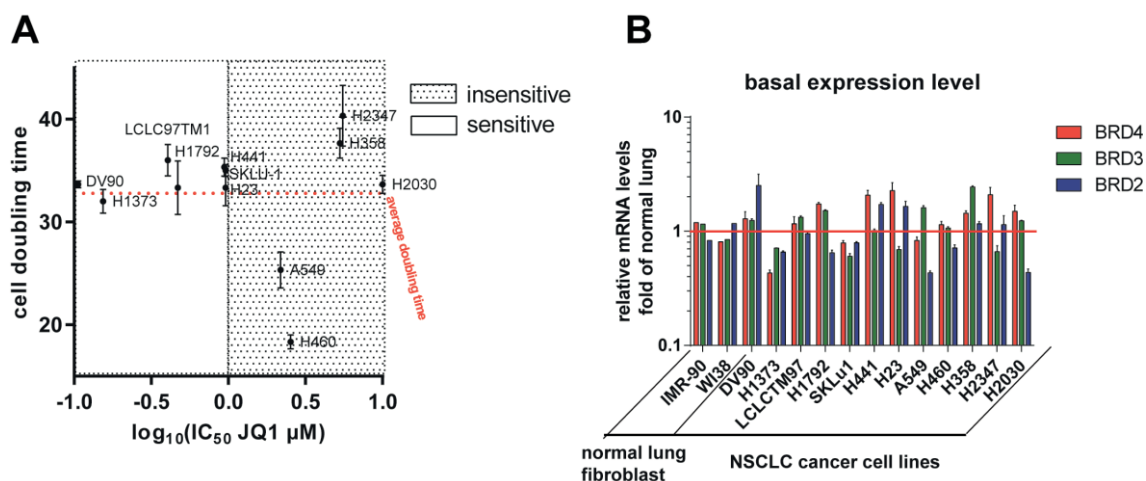 A
cell doubling time
40
30
20
-1.0
-0.5
0.0
0.5
1.0
log10(IC50 JQ1 µM)
LCLC97TM1
H1792
DV90
H1373
H441
SKLU-1
H23
H2347
H358
H2030
A549
H460
average doubling time
insensitive
sensitive
B
basal expression level
relative mRNA levels
fold of normal lung
10
1
0.1
BRD4
BRD3
BRD2
IMR-90
WI38
DV90
H1373
LCLCTM97
H1792
SKLu1
H441
H23
A549
H460
H358
H2347
H2030
normal lung
fibroblast
NSCLC cancer cell lines